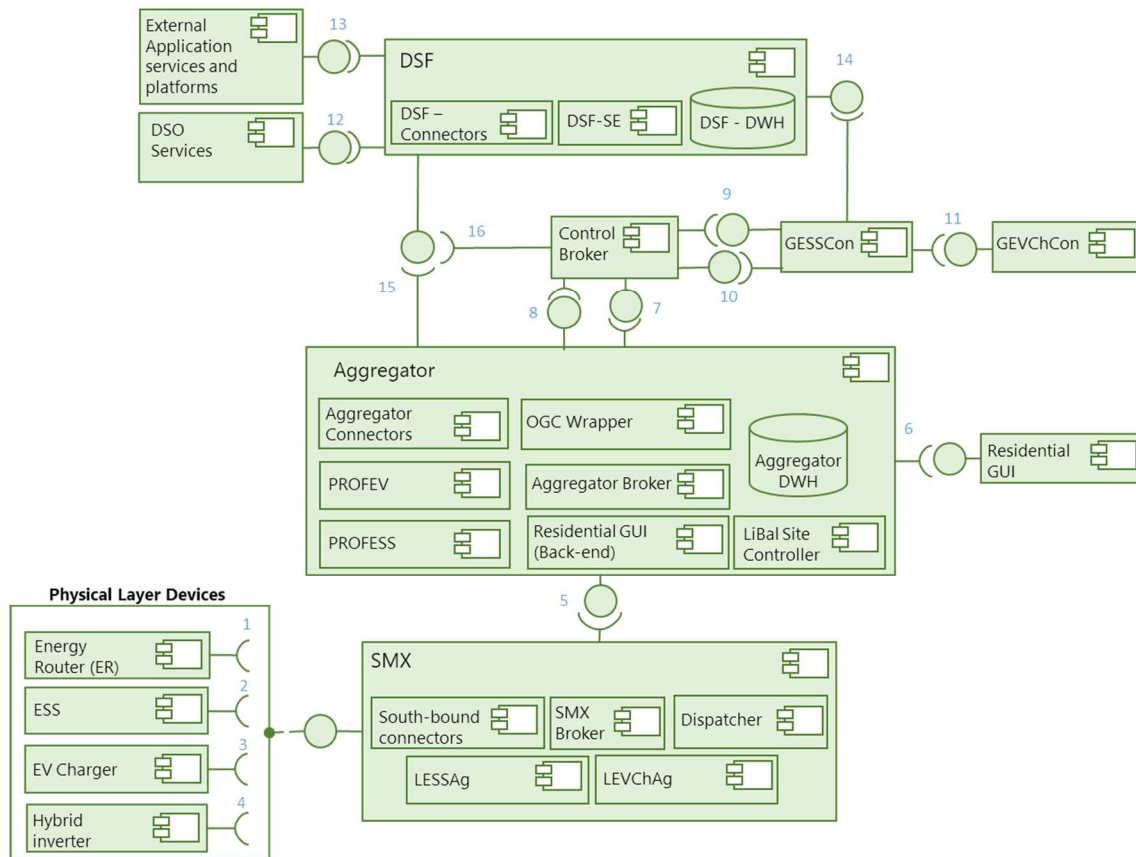 External
Application
services and
platforms
13
DSF
14
DSF –
Connectors
DSF-SE
DSF - DWH
DSO
Services
12
9
16
Control
Broker
GESSCon
11
GEVChCon
15
10
8
7
Aggregator
Aggregator
Connectors
OGC Wrapper
6
Aggregator
DWH
Residential
GUI
PROFEV
Aggregator Broker
PROFESS
Residential GUI
(Back-end)
LiBal Site
Controller
Physical Layer Devices
5
1
Energy
Router (ER)
SMX
2
ESS
South-bound
connectors
SMX
Broker
Dispatcher
3
EV Charger
LESSAg
LEVChAg
4
Hybrid
inverter